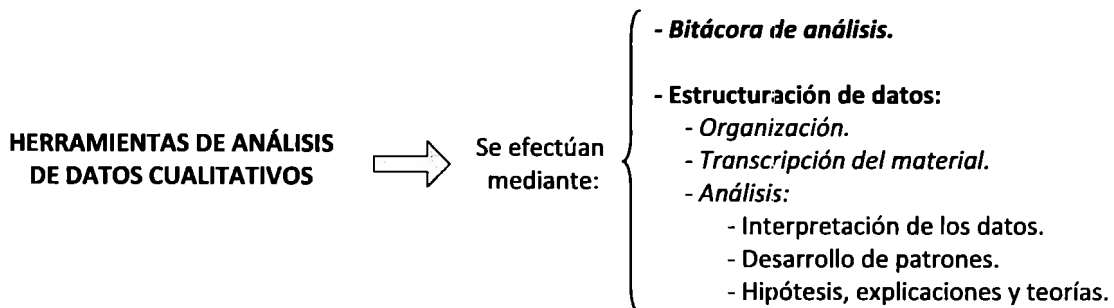 HERRAMIENTAS DE ANÁLISIS
DE DATOS CUALITATIVOS
Se efectúan
mediante:
- Bitácora de análisis.
- Estructuración de datos:
- Organización.
- Transcripción del material.
- Análisis:
- Interpretación de los datos.
- Desarrollo de patrones.
- Hipótesis, explicaciones y teorías.